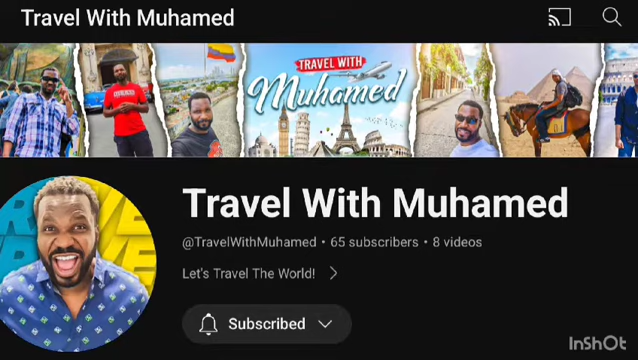 Travel With Muhamed
TRAVEL WITH
Muhamed
Travel With Muhamed
@TravelWithMuhamed • 65 subscribers • 8 videos
Let's Travel The World!
Subscribed
InShOt